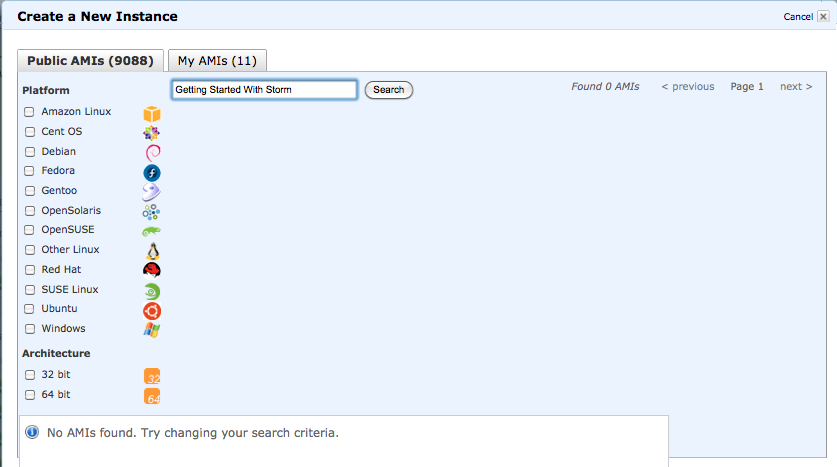 Create a New Instance
Cancel
Public AMIs (9088)
My AMIs (11)
Platform
Getting Started With Storm
Search
Found 0 AMIs
< previous
Page 1
next >
Amazon Linux
Cent OS
Debian
Fedora
Gentoo
OpenSolaris
OpenSUSE
Other Linux
Red Hat
SUSE Linux
Ubuntu
Windows
Architecture
32 bit
32
64 bit
64
No AMIs found. Try changing your search criteria.